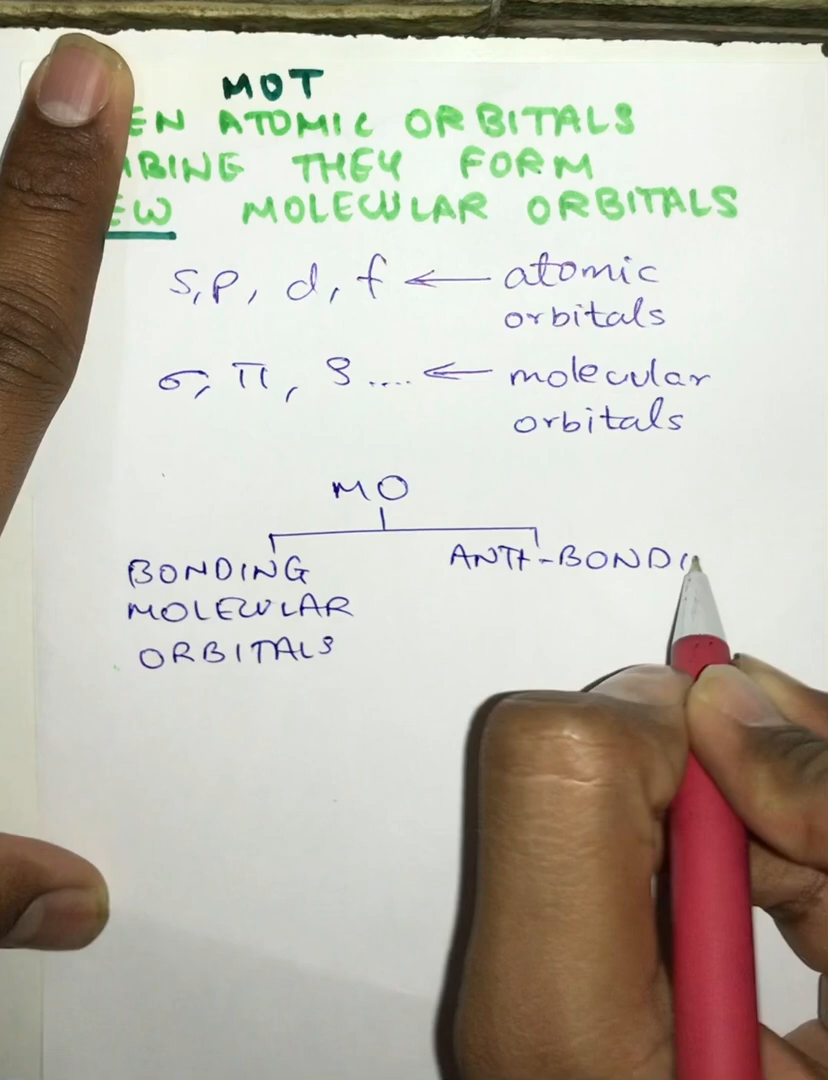 MOT
EN ATOMIC ORBITALS
BINE THEY FORM
EW MOLECULAR ORBITALS
s, p, d, f ← atomic
orbitals
σ, π, δ.... ← molecular
orbitals
MO
BONDING
MOLECULAR
ORBITALS
ANTI-BONDI